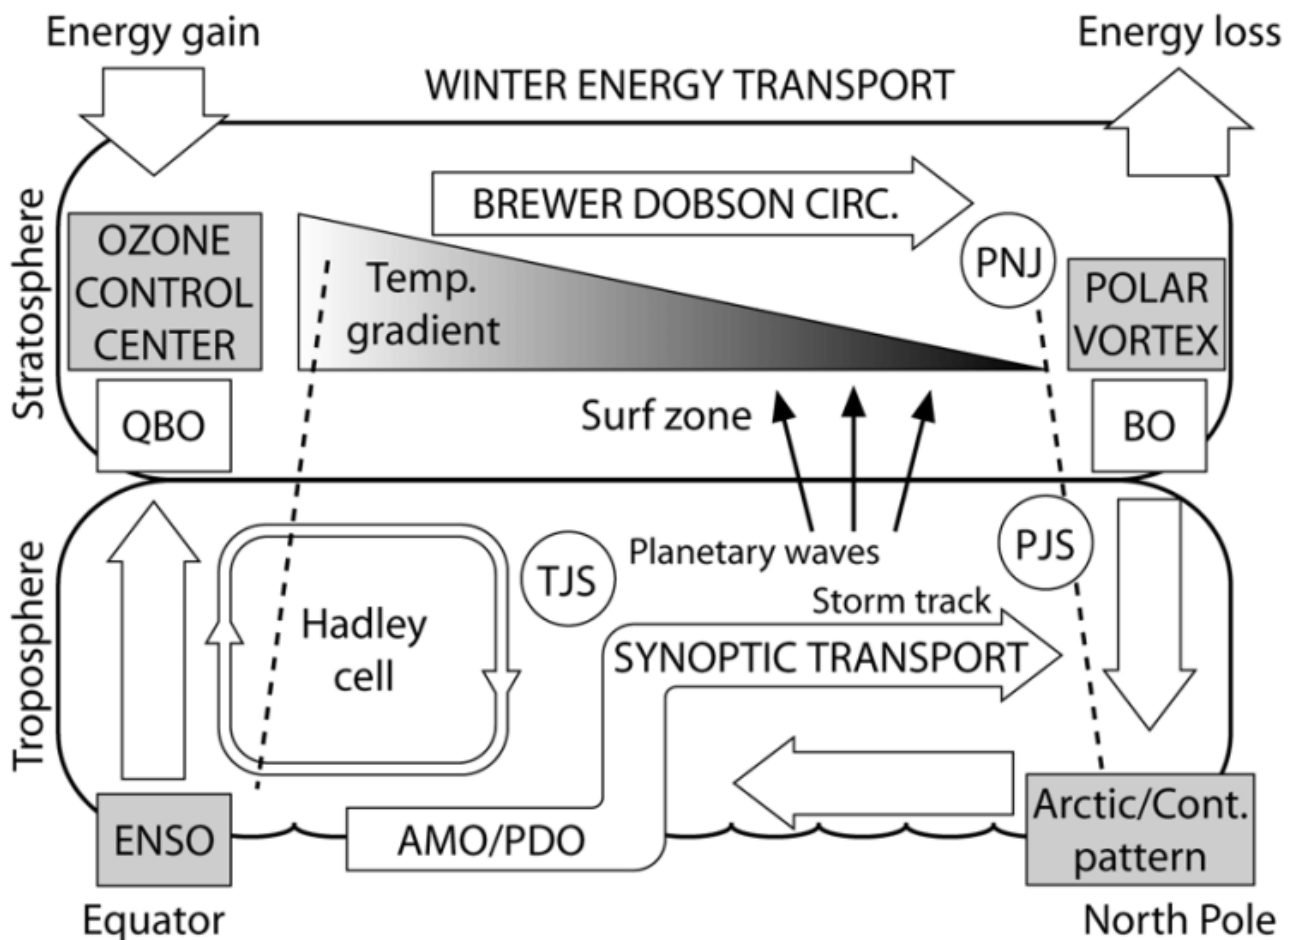 Energy gain
Energy loss
WINTER ENERGY TRANSPORT
Stratosphere
BREWER DOBSON CIRC.
OZONE
CONTROL
CENTER
Temp.
gradient
PNJ
POLAR
VORTEX
QBO
Surf zone
BO
Troposphere
Planetary waves
TJS
PJS
Storm track
Hadley
cell
SYNOPTIC TRANSPORT
ENSO
AMO/PDO
Arctic/Cont.
pattern
Equator
North Pole